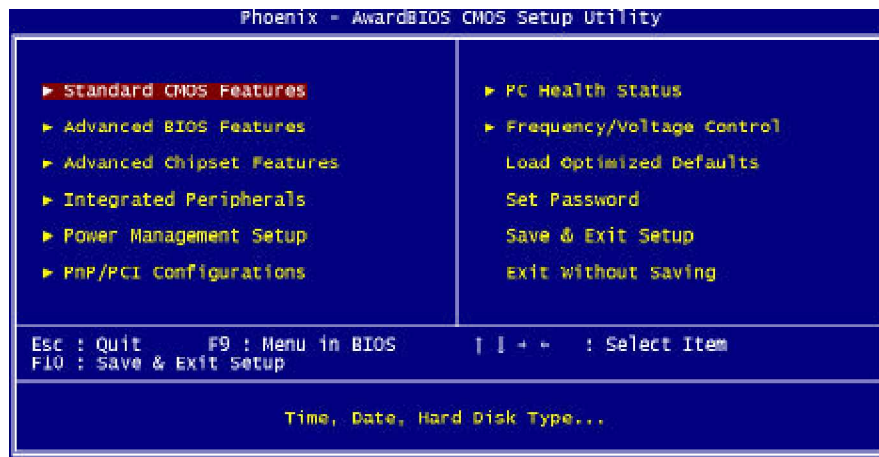 Phoenix - AwardBIOS CMOS Setup Utility
► Standard CMOS Features
► Advanced BIOS Features
► Advanced Chipset Features
► Integrated Peripherals
► Power Management Setup
► PnP/PCI Configurations
► PC Health Status
► Frequency/Voltage Control
Load Optimized Defaults
Set Password
Save & Exit Setup
Exit Without Saving
Esc : Quit F9 : Menu in BIOS ↑ ↓ → ← : Select Item
F10 : Save & Exit Setup
Time, Date, Hard Disk Type...